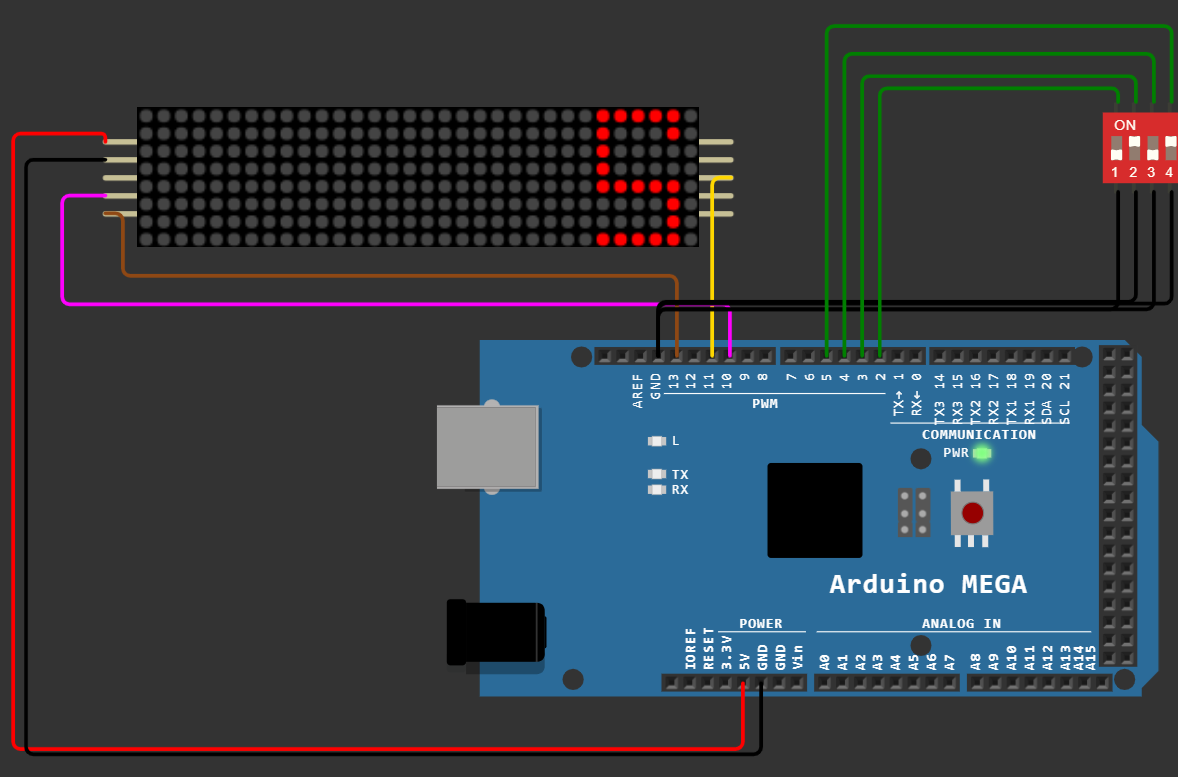 5
ON
1 2 3 4
AREF GND 13 12 11 10 9 8 7 6 5 4 3 2 TX→ 1 RX← 0 TX3 14 RX3 15 TX2 16 RX2 17 TX1 18 RX1 19 SDA 20 SCL 21
PWM
COMMUNICATION
L
PWR
TX
RX
Arduino MEGA
POWER ANALOG IN
IOREF RESET 3.3V 5V GND GND Vin A0 A1 A2 A3 A4 A5 A6 A7 A8 A9 A10 A11 A12 A13 A14 A15